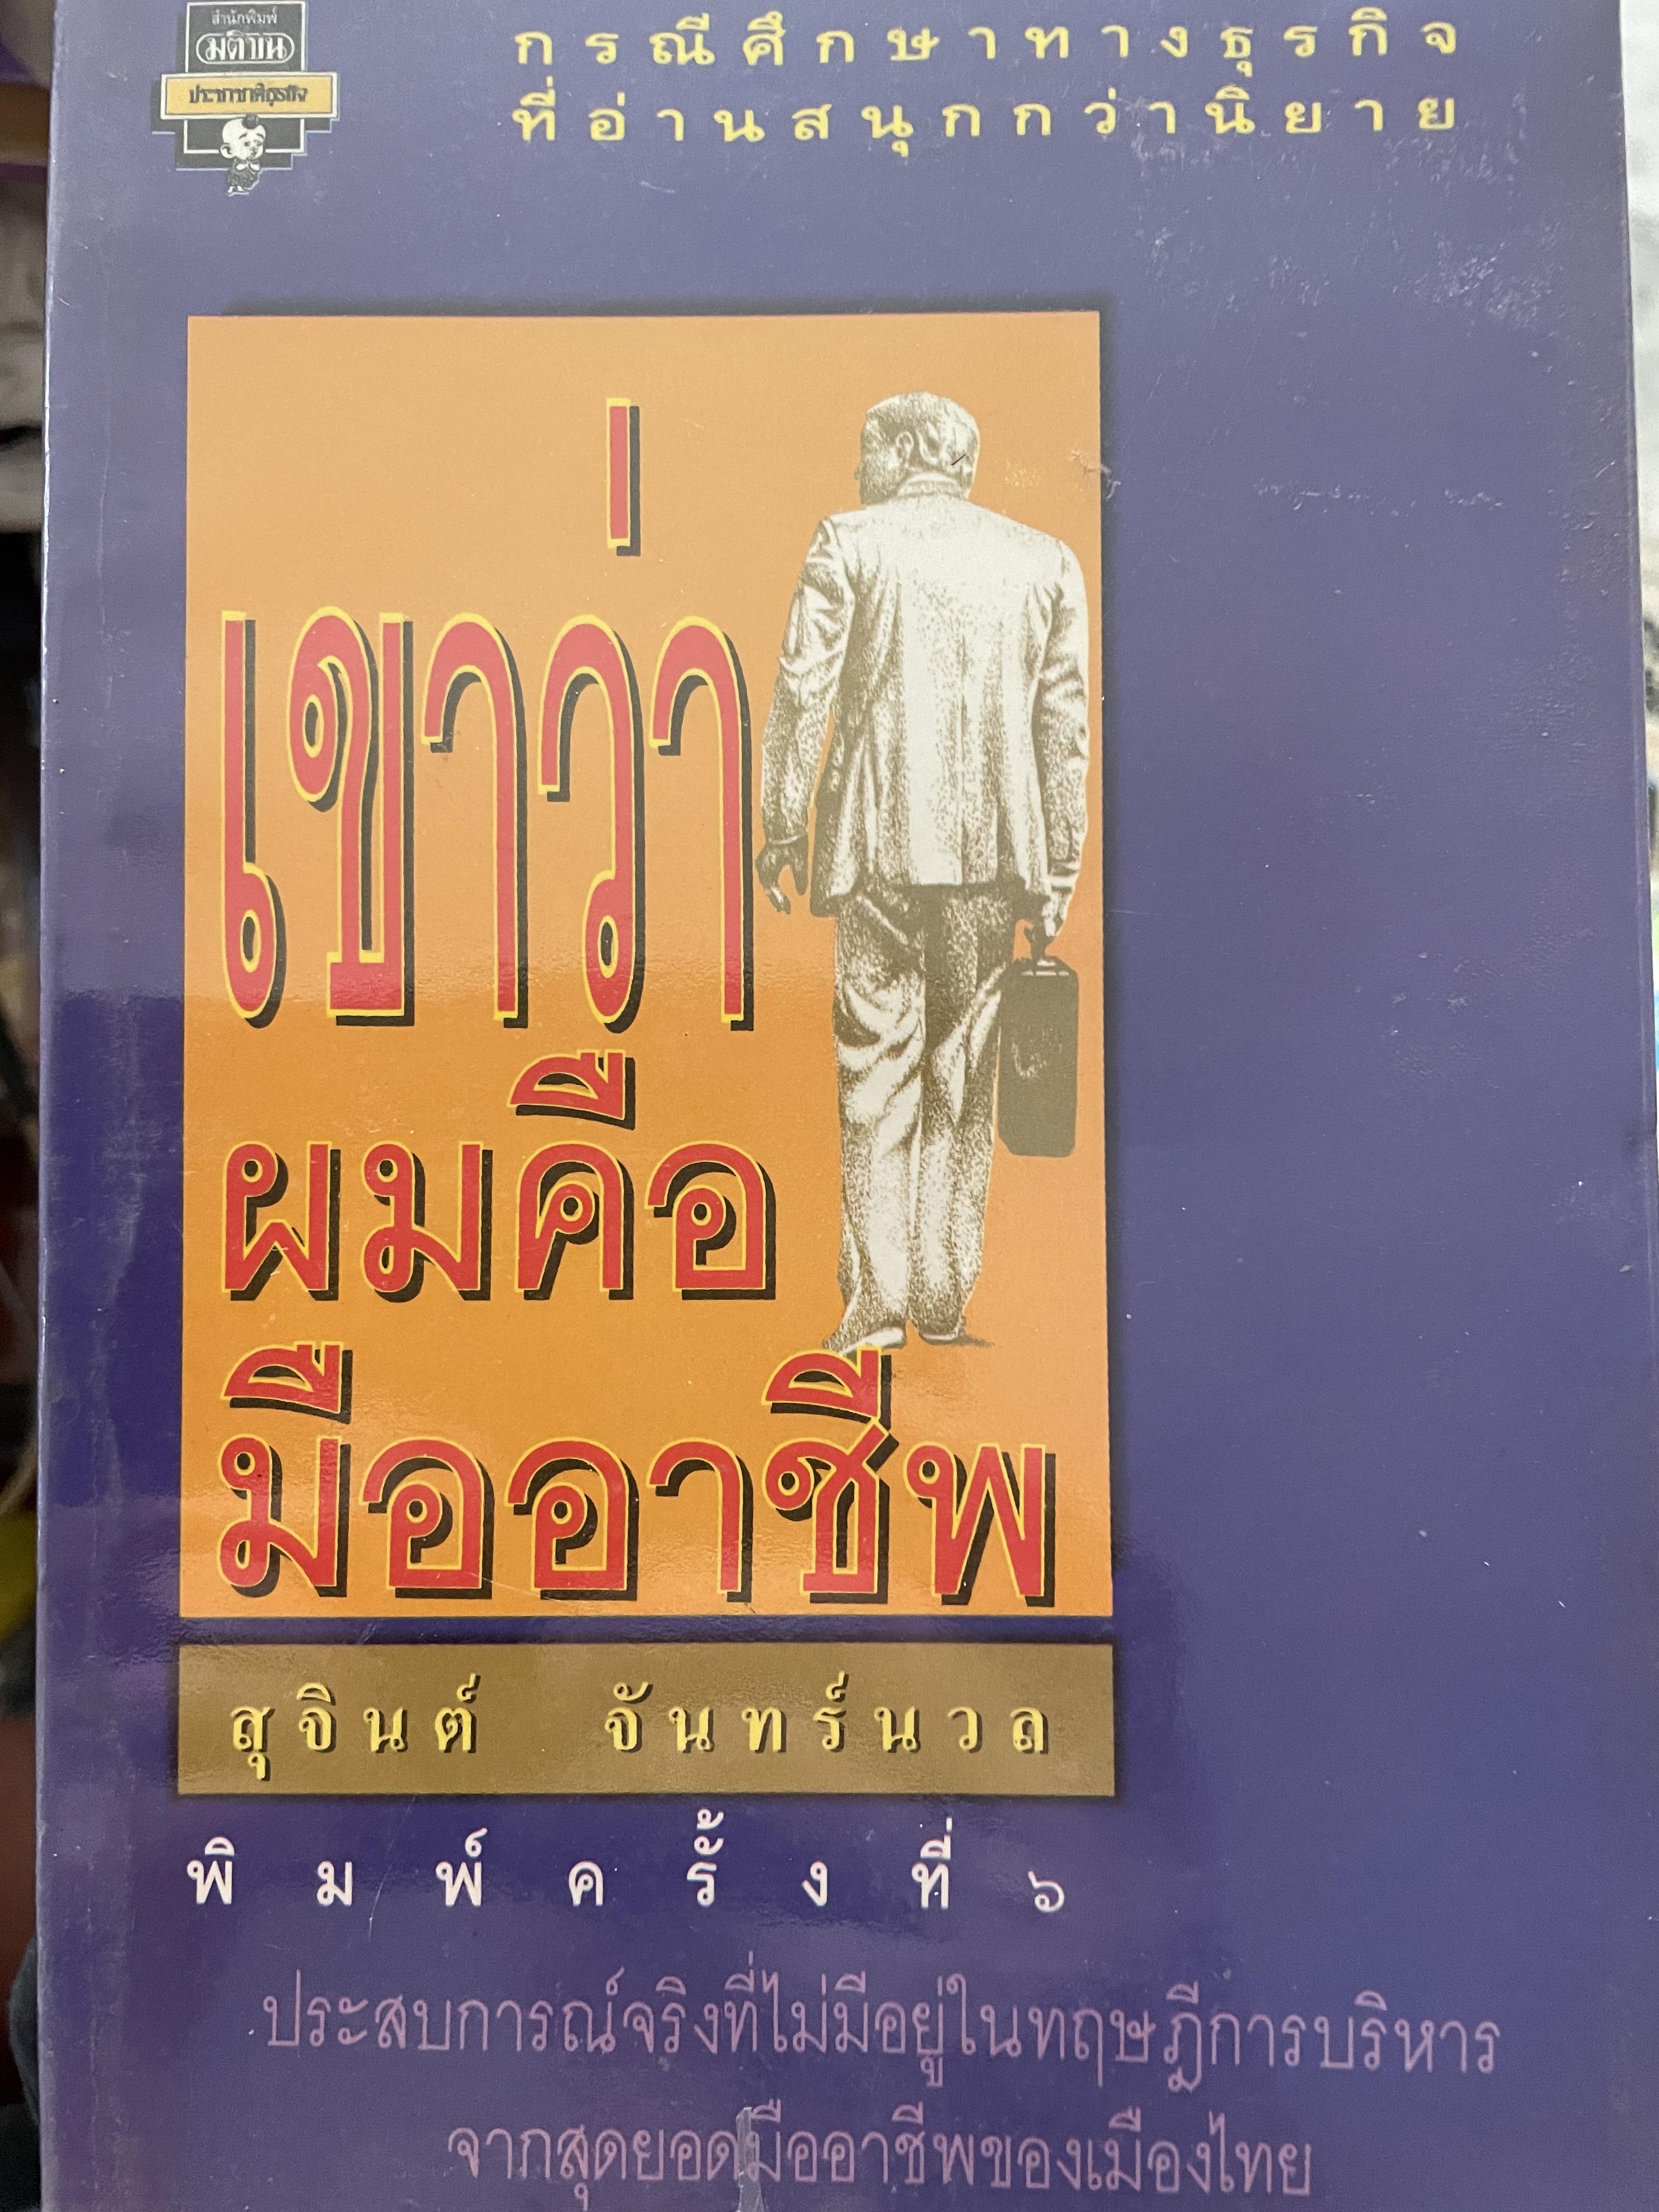 สำนักพิมพ์
มติชน
ประชาชาติธุรกิจ
กรณีศึกษาทางธุรกิจ
ที่อ่านสนุกกว่านิยาย
เขาว่า
ผมคือ
มืออาชีพ
สุจินต์ จันทร์นวล
พิมพ์ครั้งที่ ๖
ประสบการณ์จริงที่ไม่มีอยู่ในทฤษฎีการบริหาร
จากสุดยอดมืออาชีพของเมืองไทย